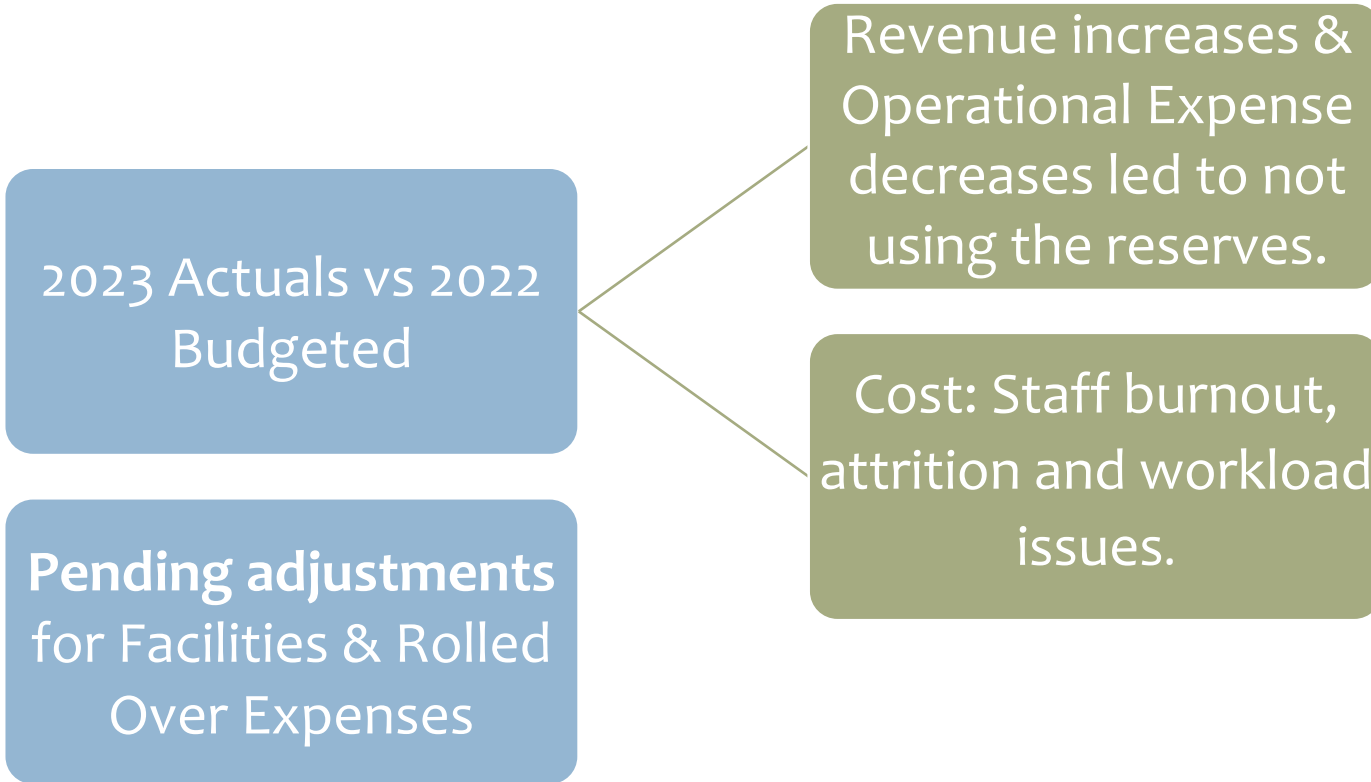 2023 Actuals vs 2022
Budgeted
Revenue increases &
Operational Expense
decreases led to not
using the reserves.
Cost: Staff burnout,
attrition and workload
issues.
Pending adjustments
for Facilities & Rolled
Over Expenses